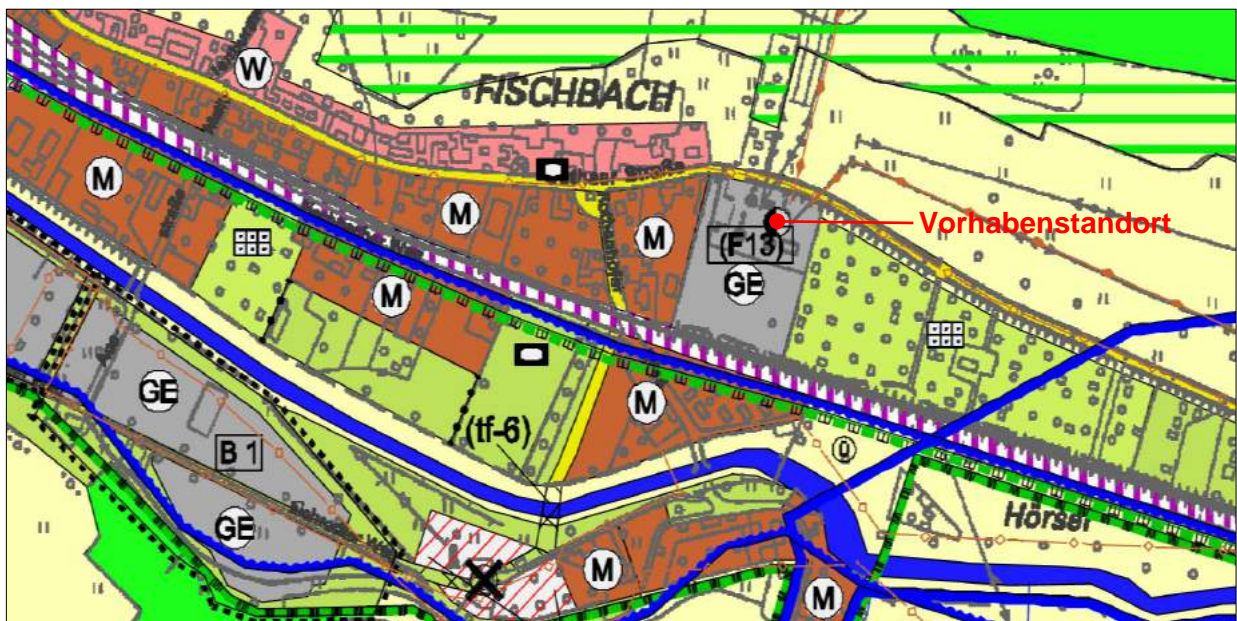 W
FISCHBACH
M
M
M
Vorhabenstandort
(F13)
GE
M
GE
M
(tf-6)
B 1
Hörsel
GE
M
M